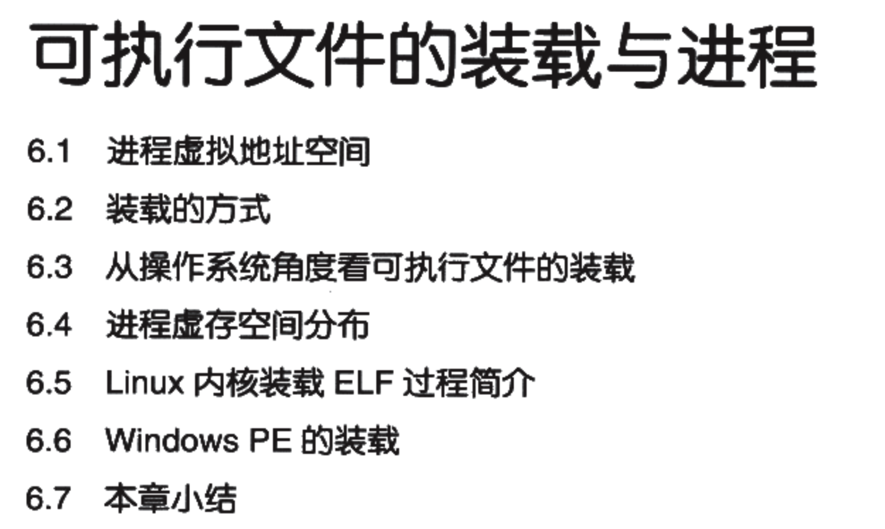 可执行文件的装载与进程
6.1 进程虚拟地址空间
6.2 装载的方式
6.3 从操作系统角度看可执行文件的装载
6.4 进程虚存空间分布
6.5 Linux 内核装载 ELF 过程简介
6.6 Windows PE 的装载
6.7 本章小结